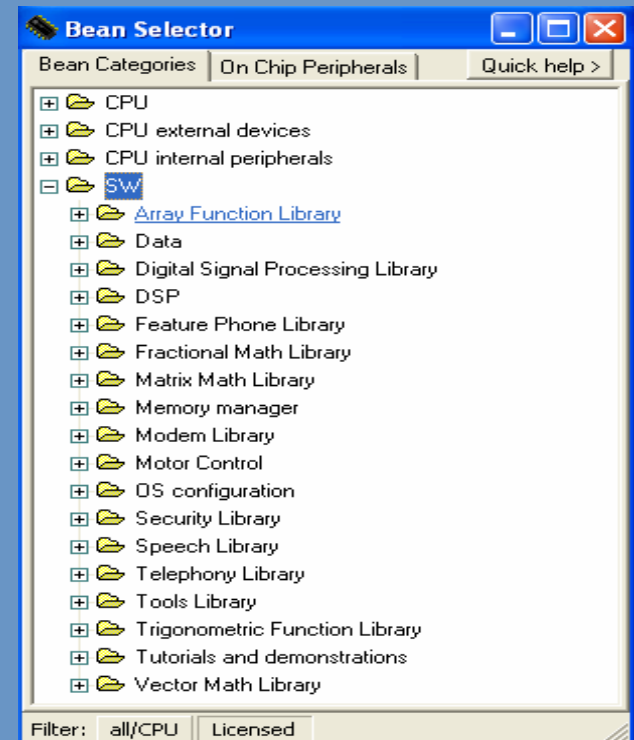 Bean Selector
Bean Categories On Chip Peripherals Quick help >
CPU
CPU external devices
CPU internal peripherals
SW
Array Function Library
Data
Digital Signal Processing Library
DSP
Feature Phone Library
Fractional Math Library
Matrix Math Library
Memory manager
Modem Library
Motor Control
OS configuration
Security Library
Speech Library
Telephony Library
Tools Library
Trigonometric Function Library
Tutorials and demonstrations
Vector Math Library
Filter: all/CPU Licensed